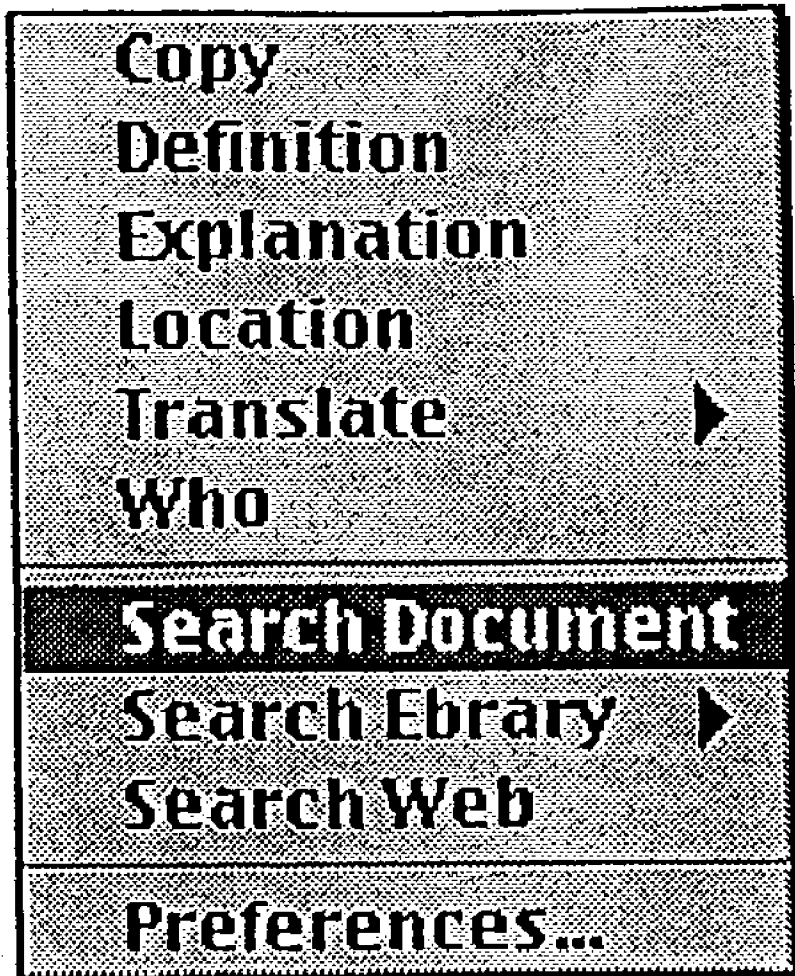 Copy
Definition
Explanation
Location
Translate
Who
Search Document
Search Ebrary
Search Web
Preferences...